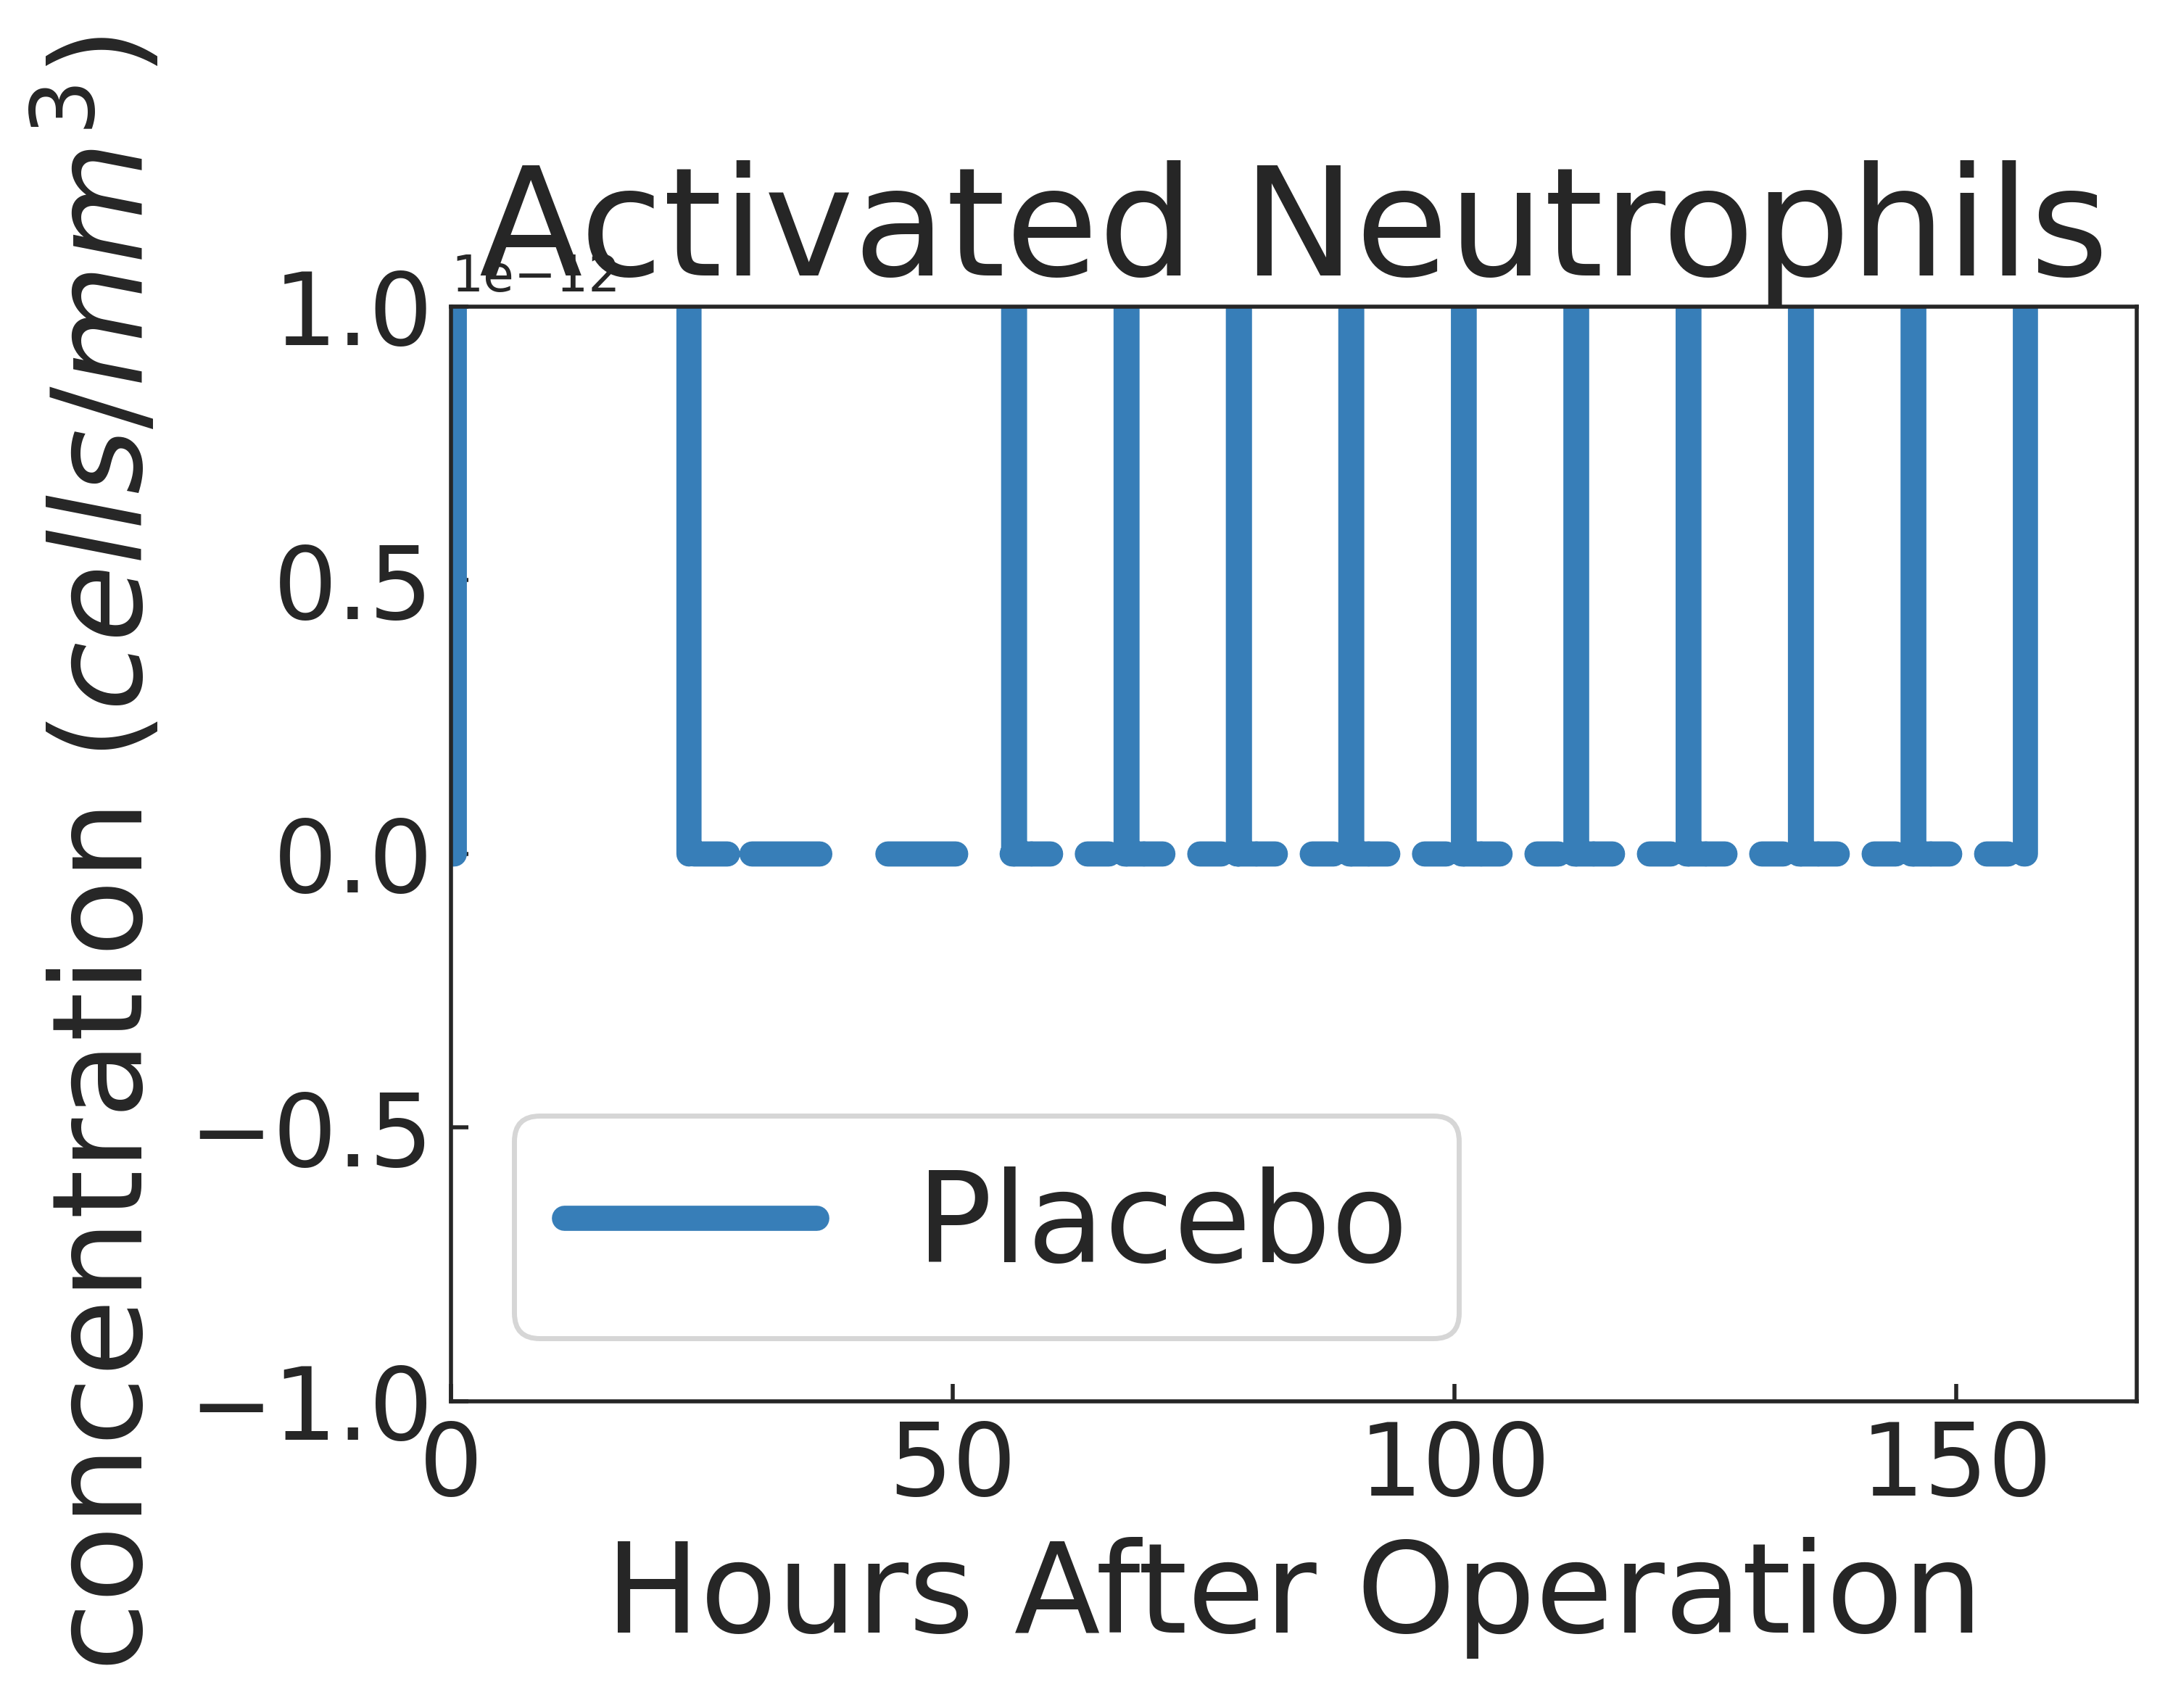 Activated Neutrophils
1e−12
concentration (cells/mm³)
1.0
0.5
0.0
−0.5
−1.0
Placebo
0 50 100 150
Hours After Operation